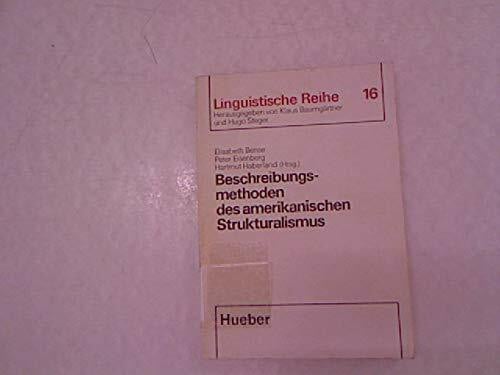 Linguistische Reihe 16
Herausgegeben von Klaus Baumgärtner
und Hugo Steger
Elisabeth Bense
Peter Eisenberg
Hartmut Haberland (Hrsg.)
Beschreibungs-
methoden
des amerikanischen
Strukturalismus
Hueber